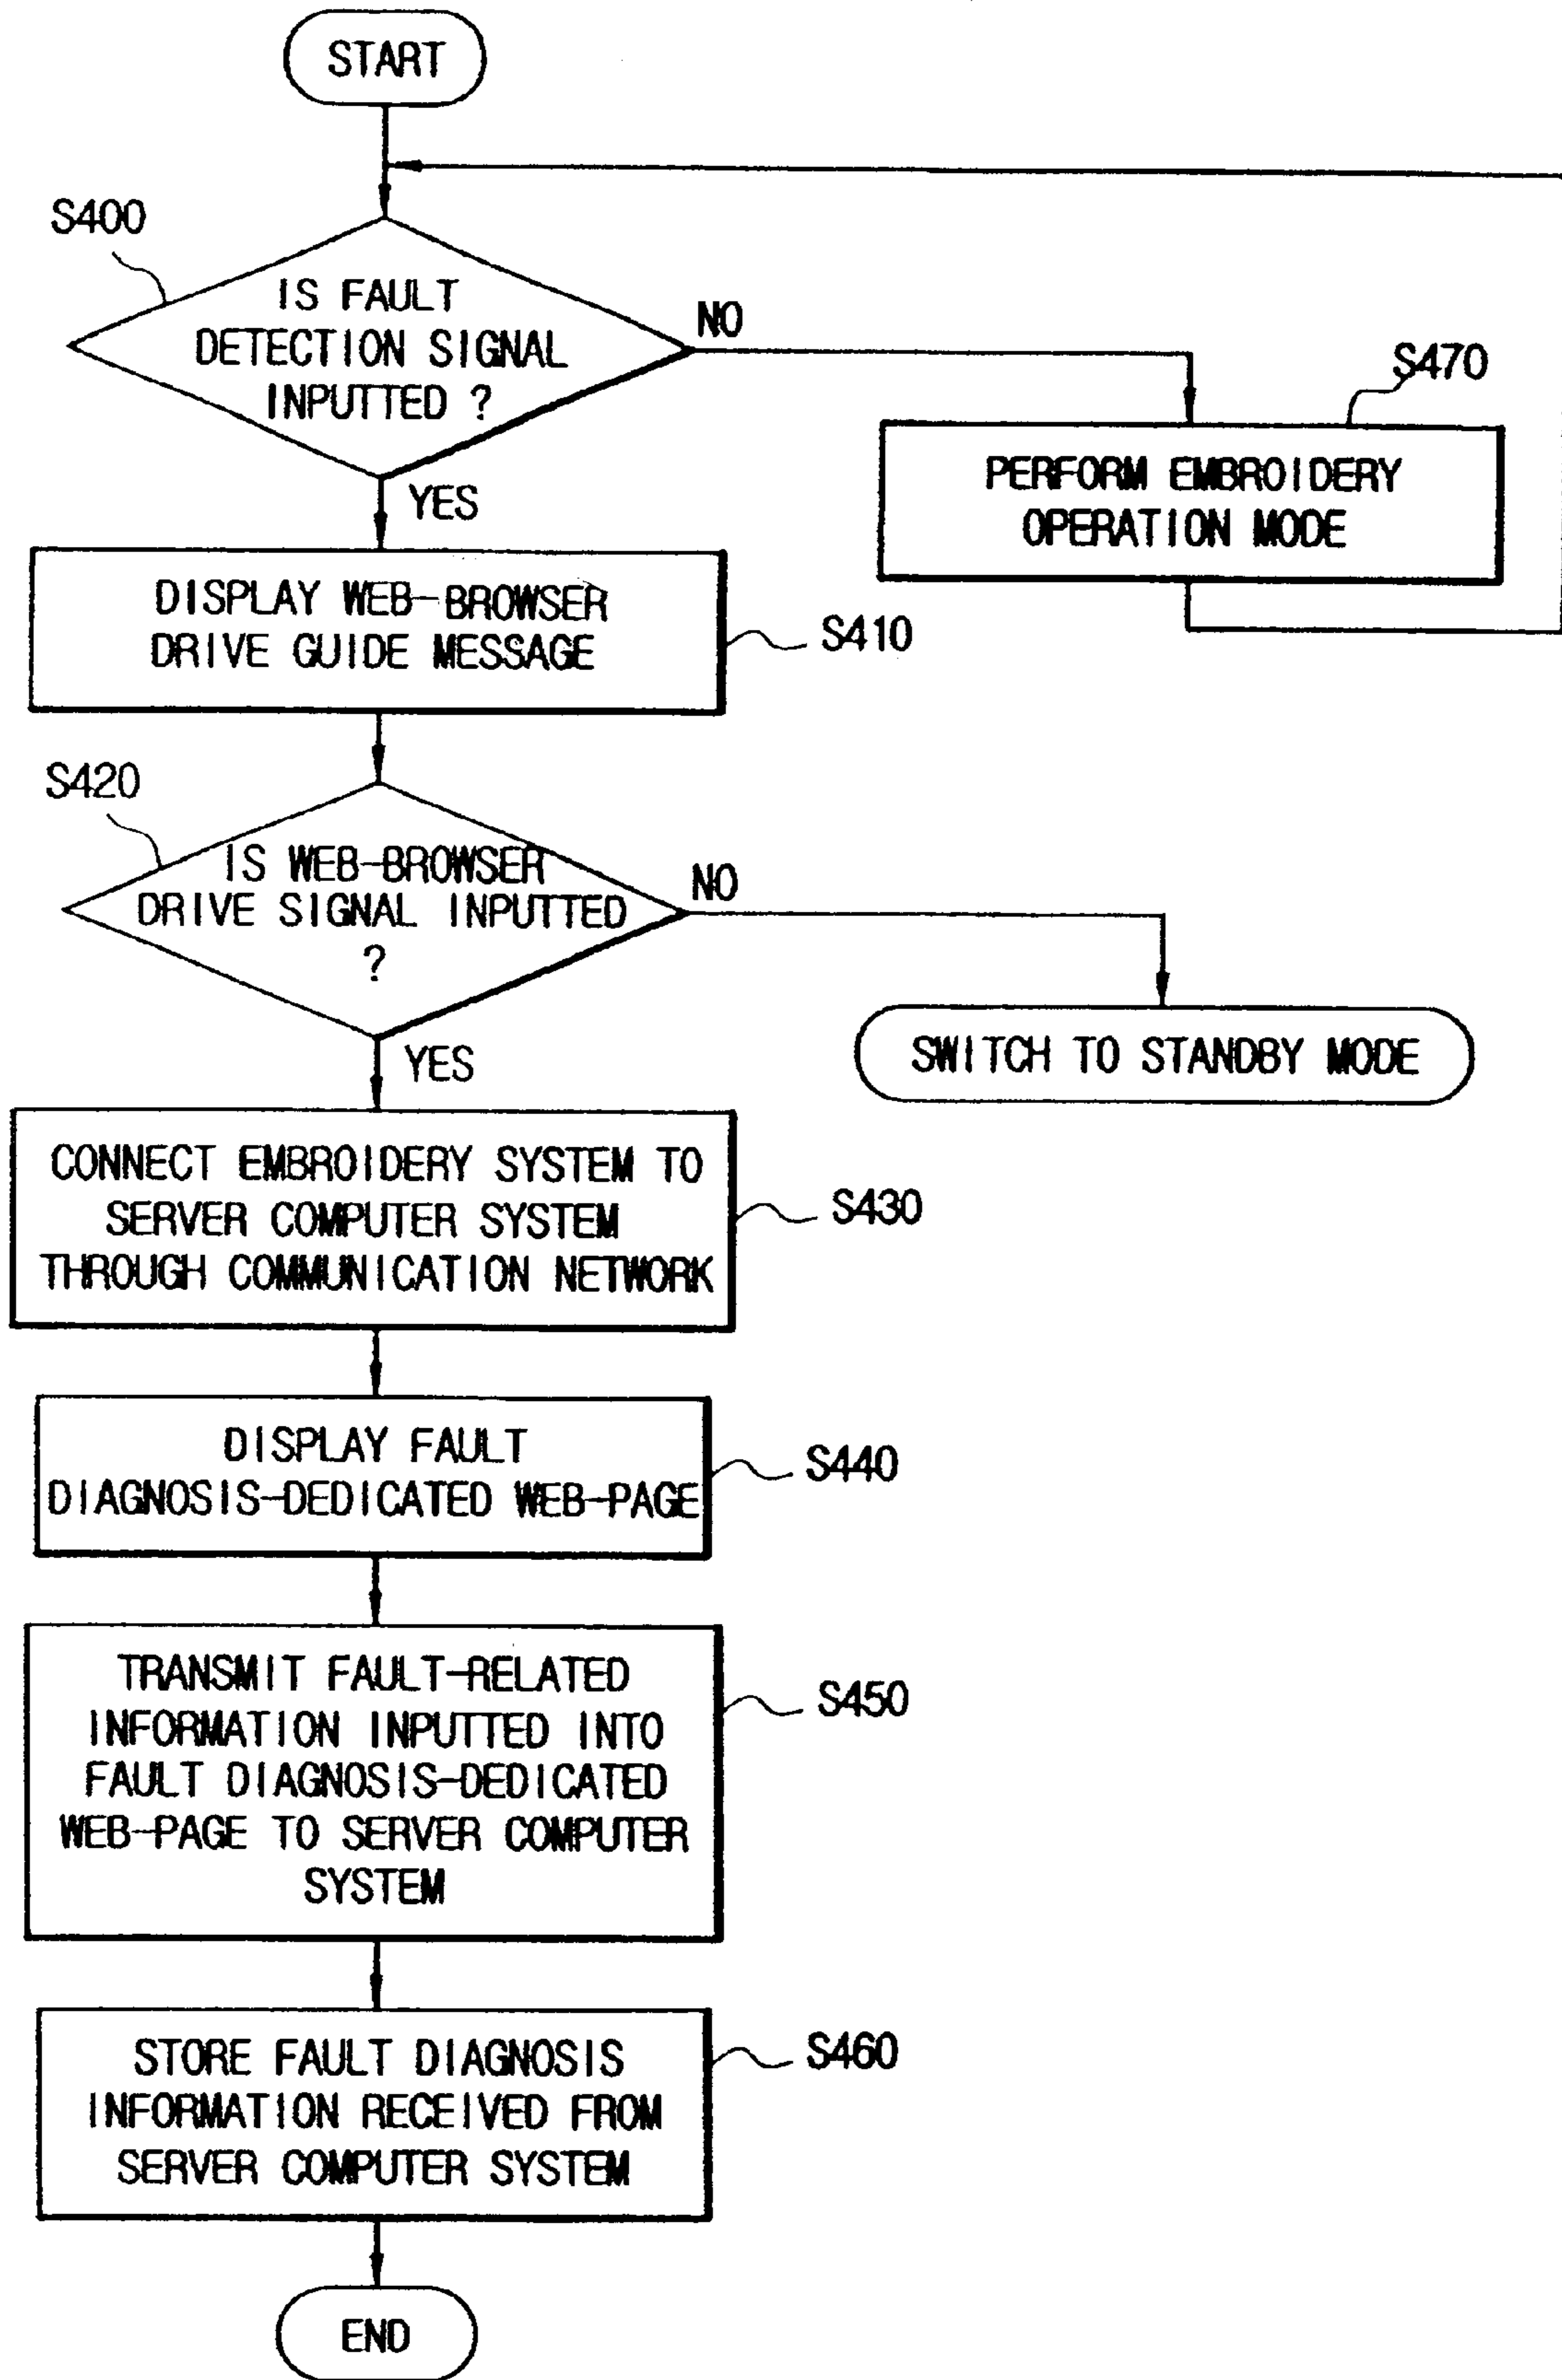 START
S400
IS FAULT
DETECTION SIGNAL
INPUTTED ?
NO
S470
PERFORM EMBROIDERY
OPERATION MODE
YES
DISPLAY WEB-BROWSER
DRIVE GUIDE MESSAGE
S410
S420
IS WEB-BROWSER
DRIVE SIGNAL INPUTTED
?
NO
SWITCH TO STANDBY MODE
YES
CONNECT EMBROIDERY SYSTEM TO
SERVER COMPUTER SYSTEM
THROUGH COMMUNICATION NETWORK
S430
DISPLAY FAULT
DIAGNOSIS-DEDICATED WEB-PAGE
S440
TRANSMIT FAULT-RELATED
INFORMATION INPUTTED INTO
FAULT DIAGNOSIS-DEDICATED
WEB-PAGE TO SERVER COMPUTER
SYSTEM
S450
STORE FAULT DIAGNOSIS
INFORMATION RECEIVED FROM
SERVER COMPUTER SYSTEM
S460
END